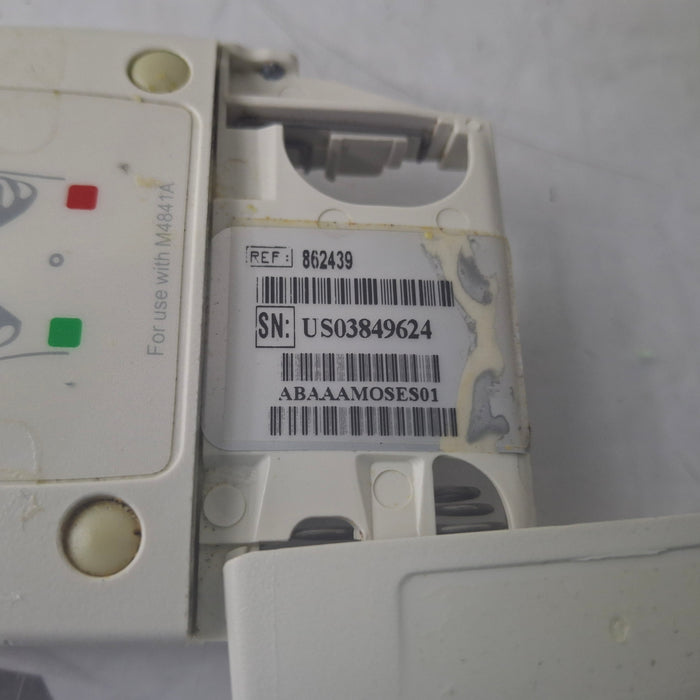 For use with M4841A
REF: 862439
SN: US03849624
ABAAAMOSES01